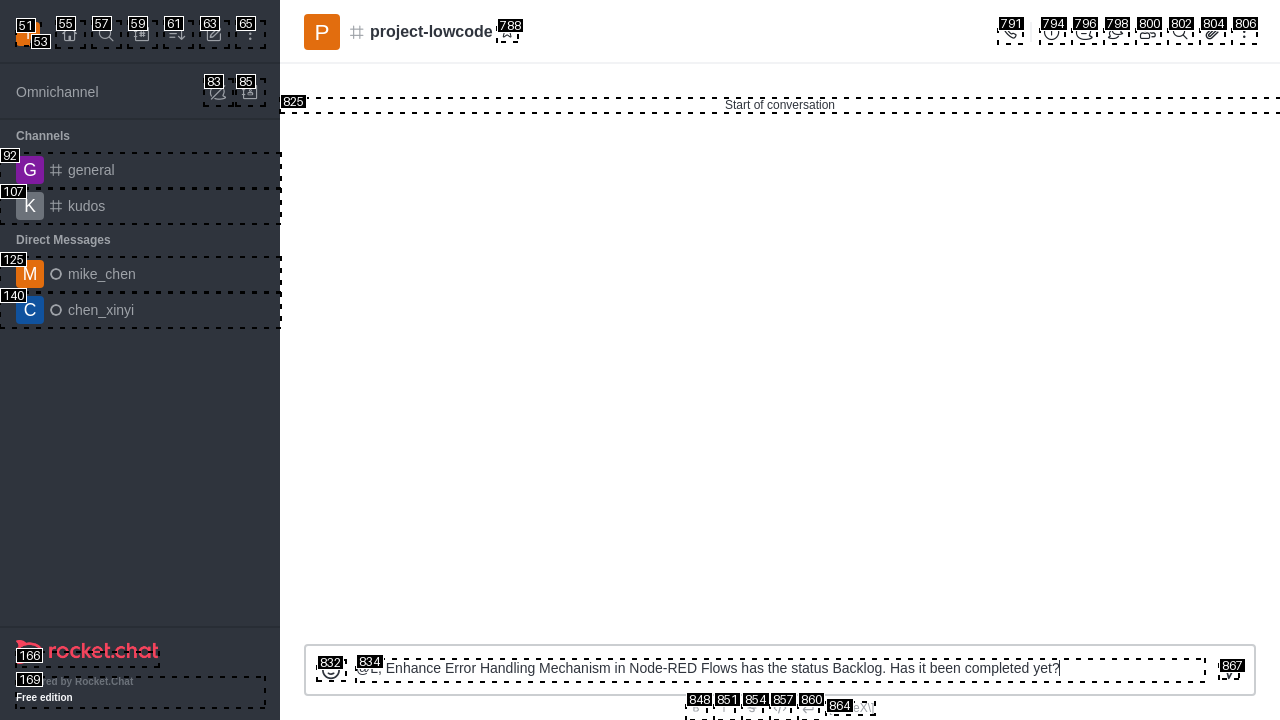 project-lowcode
Omnichannel
Start of conversation
Channels
G general
K kudos
Direct Messages
M mike_chen
C chen_xinyi
P
rocket.chat
by Rocket.Chat
Free edition
Enhance Error Handling Mechanism in Node-RED Flows has the status Backlog. Has it been completed yet?
51
53
55
57
59
61
63
65
83
85
92
107
125
140
166
169
788
791
794
796
798
800
802
804
806
825
832
834
848
851
854
857
860
864
867